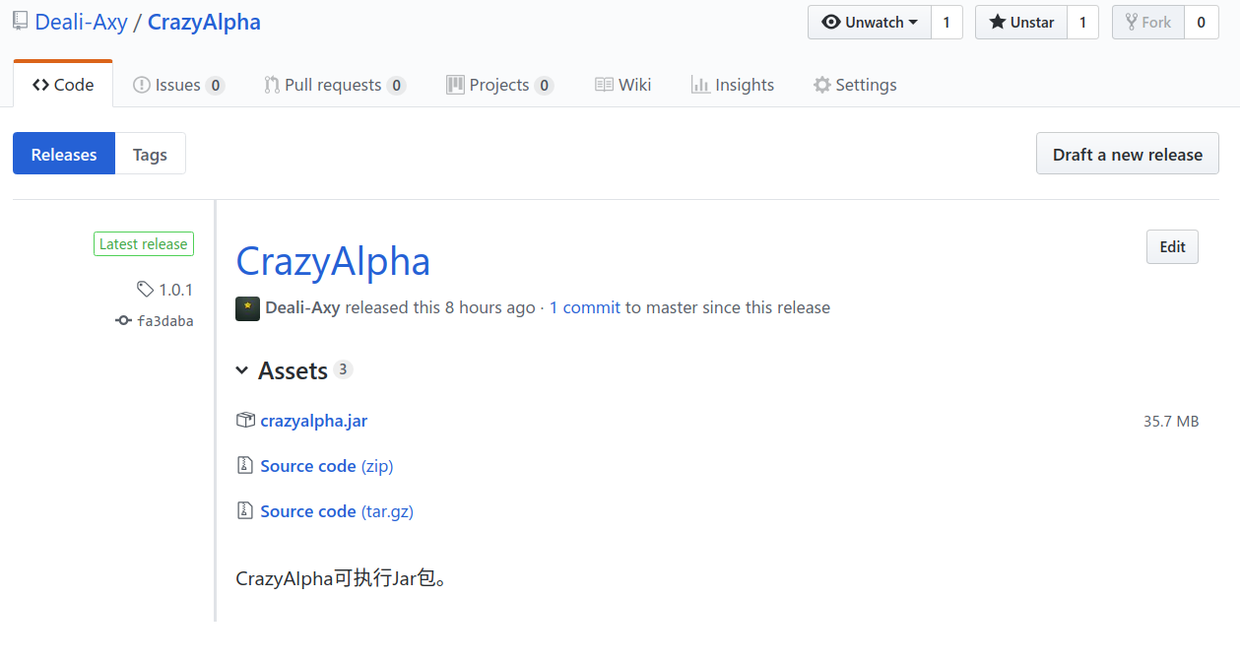 Deali-Axy / CrazyAlpha
Unwatch 1 Unstar 1 Fork 0
Code Issues 0 Pull requests 0 Projects 0 Wiki Insights Settings
Releases Tags Draft a new release
Latest release
1.0.1
fa3daba
CrazyAlpha Edit
Deali-Axy released this 8 hours ago · 1 commit to master since this release
Assets 3
crazyalpha.jar 35.7 MB
Source code (zip)
Source code (tar.gz)
CrazyAlpha可执行Jar包。